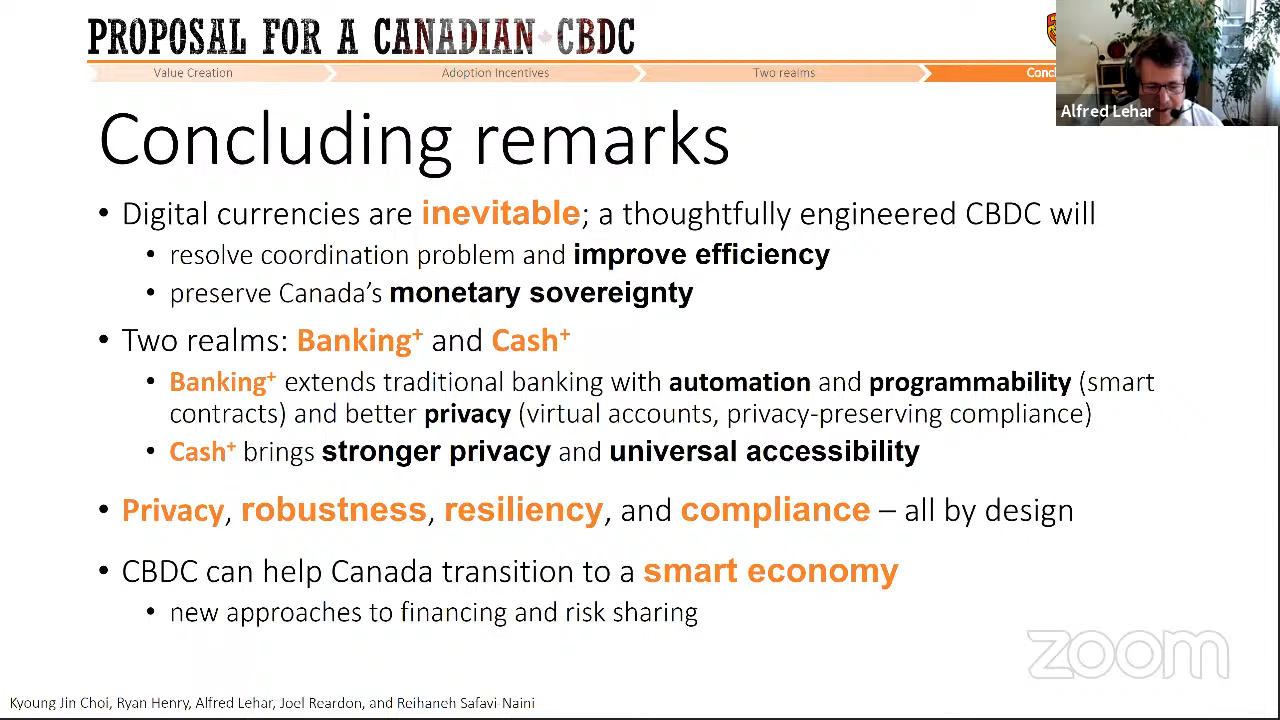 PROPOSAL FOR A CANADIAN CBDC
Value Creation
Adoption Incentives
Two realms
Alfred Lehar
Concluding remarks
• Digital currencies are inevitable; a thoughtfully engineered CBDC will
• resolve coordination problem and improve efficiency
• preserve Canada's monetary sovereignty
• Two realms: Banking⁺ and Cash⁺
• Banking⁺ extends traditional banking with automation and programmability (smart
contracts) and better privacy (virtual accounts, privacy-preserving compliance)
• Cash⁺ brings stronger privacy and universal accessibility
• Privacy, robustness, resiliency, and compliance – all by design
• CBDC can help Canada transition to a smart economy
• new approaches to financing and risk sharing
zoom
Kyoung Jin Choi, Ryan Henry, Alfred Lehar, Joel Reardon, and Reihaneh Safavi-Naini